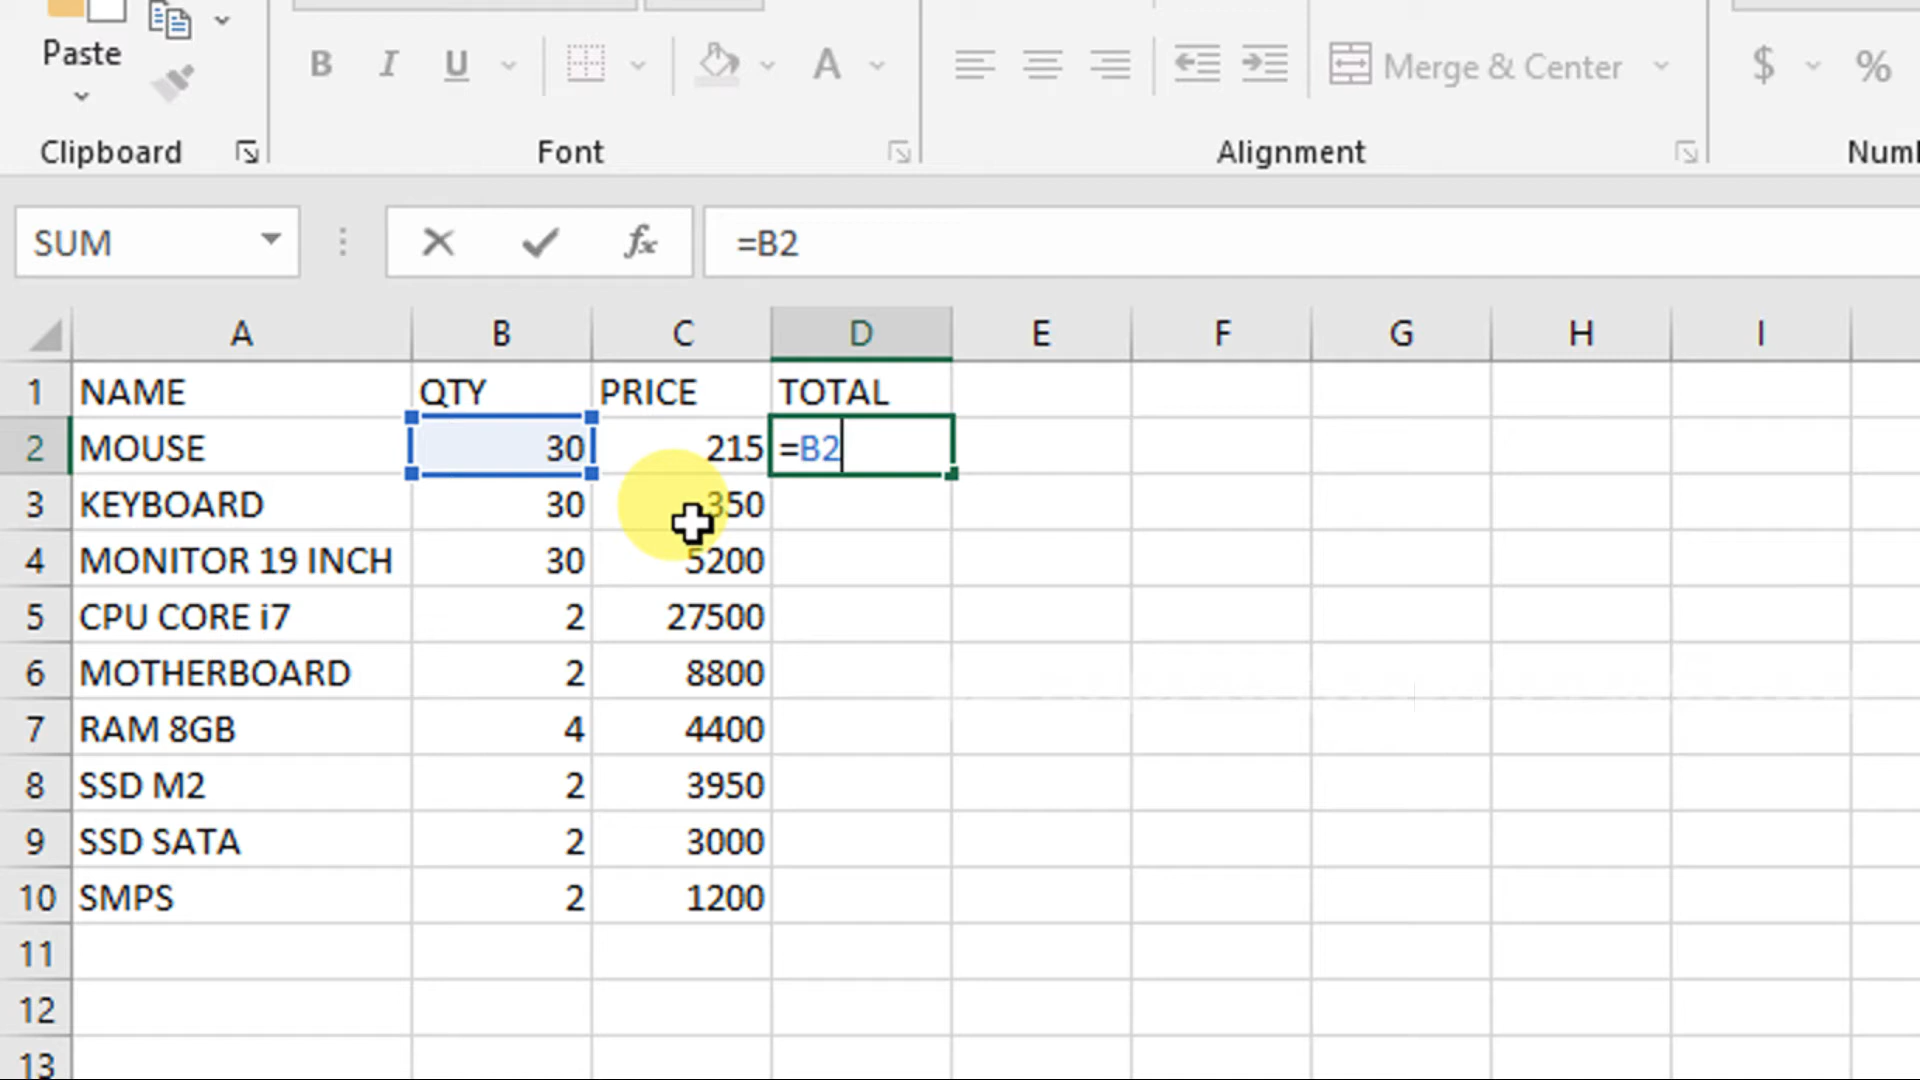 Paste
B I U A Merge & Center $ %
Clipboard Font Alignment
SUM fx =B2
A B C D E F G H I
1 NAME QTY PRICE TOTAL
2 MOUSE 30 215 =B2
3 KEYBOARD 30 350
4 MONITOR 19 INCH 30 5200
5 CPU CORE i7 2 27500
6 MOTHERBOARD 2 8800
7 RAM 8GB 4 4400
8 SSD M2 2 3950
9 SSD SATA 2 3000
10 SMPS 2 1200
11
12
13